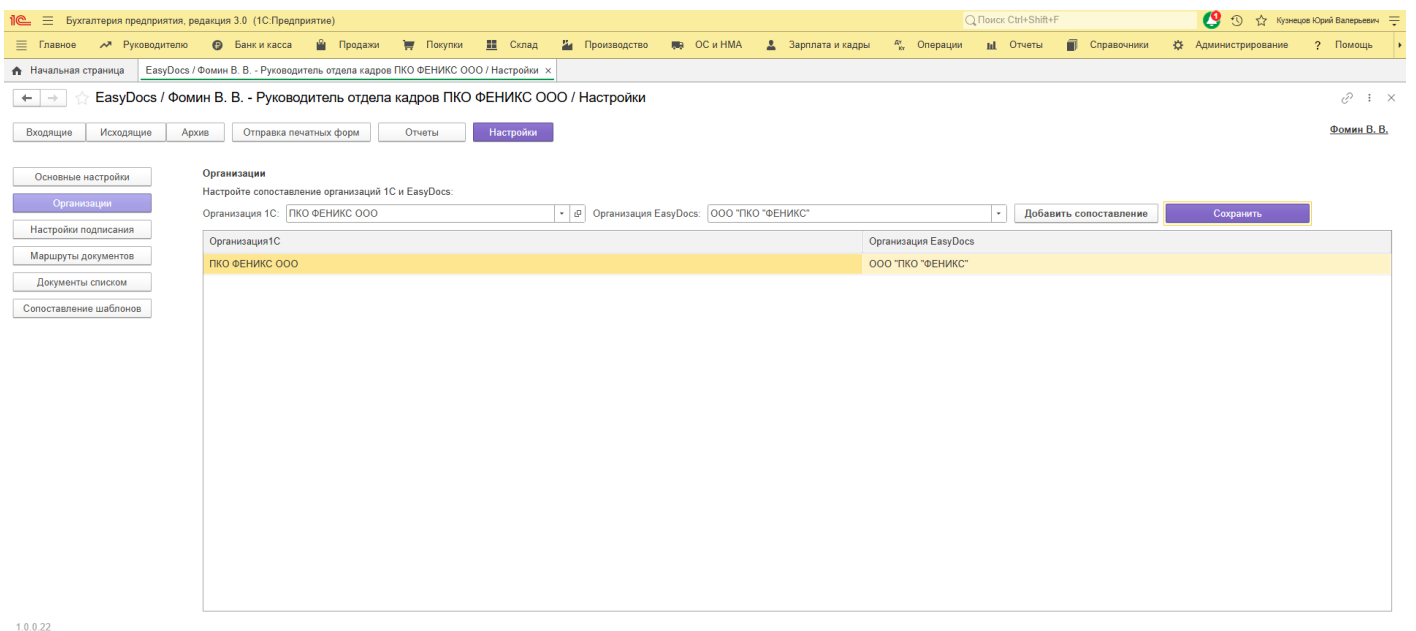 1С Бухгалтерия предприятия, редакция 3.0 (1С:Предприятие) Поиск Ctrl+Shift+F 1 Кузнецов Юрий Валерьевич
Главное Руководителю Банк и касса Продажи Покупки Склад Производство ОС и НМА Зарплата и кадры Дт Кт Операции Отчеты Справочники Администрирование ? Помощь
Начальная страница EasyDocs / Фомин В. В. - Руководитель отдела кадров ПКО ФЕНИКС ООО / Настройки ×
EasyDocs / Фомин В. В. - Руководитель отдела кадров ПКО ФЕНИКС ООО / Настройки
Входящие Исходящие Архив Отправка печатных форм Отчеты Настройки Фомин В. В.
Основные настройки
Организации
Настройки подписания
Маршруты документов
Документы списком
Сопоставление шаблонов
Организации
Настройте сопоставление организаций 1С и EasyDocs:
Организация 1С: ПКО ФЕНИКС ООО Организация EasyDocs: ООО "ПКО "ФЕНИКС" Добавить сопоставление Сохранить
Организация1С Организация EasyDocs
ПКО ФЕНИКС ООО ООО "ПКО "ФЕНИКС"
1.0.0.22